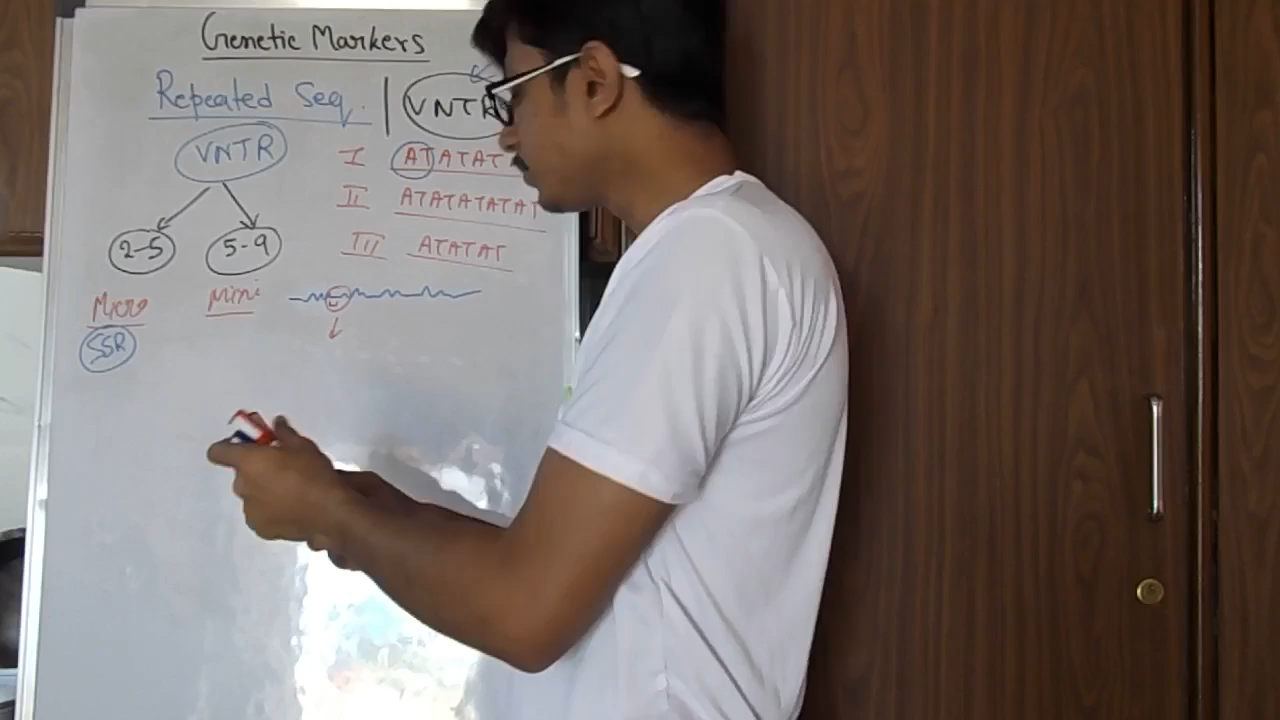 Genetic Markers
Repeated Seq. | VNTR
VNTR
I ATATAT
II ATATATATAT
III ATATAT
2-5 5-9
Micro Mini
SSR